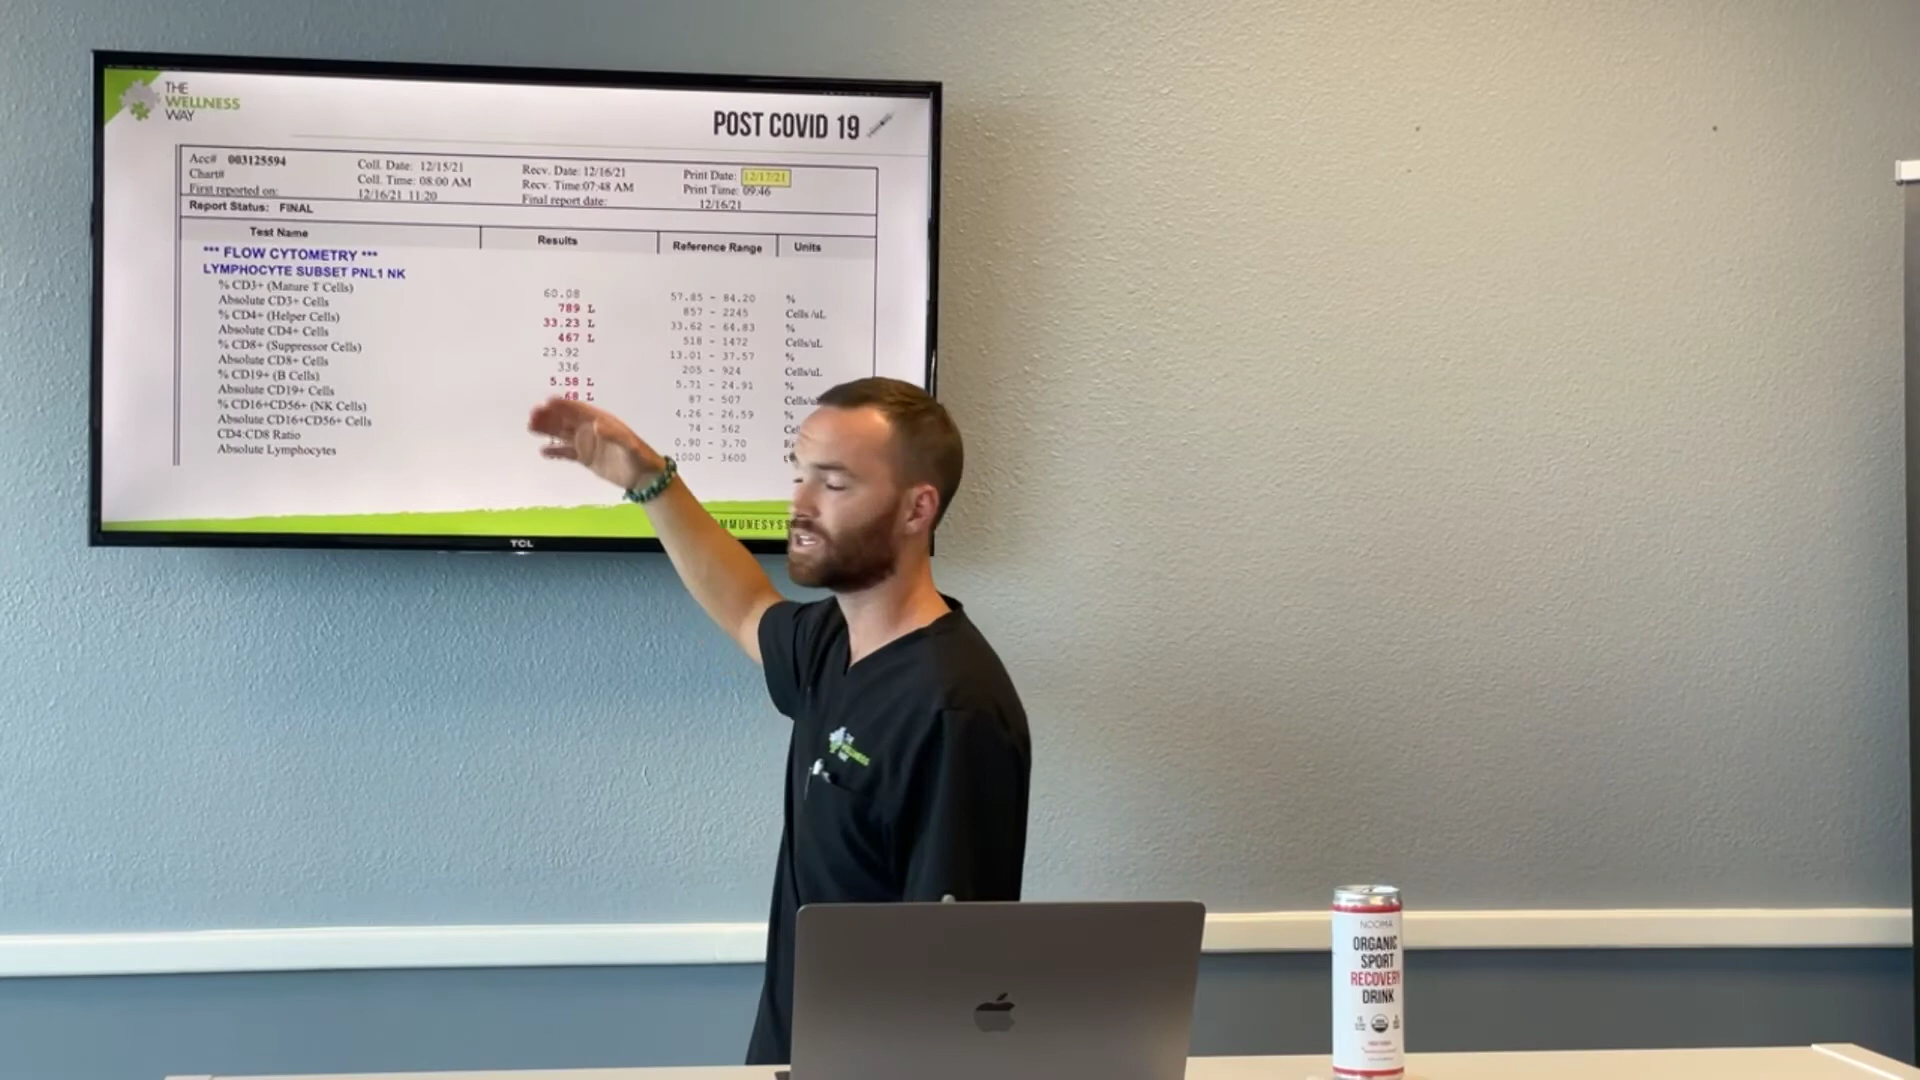 THE
WELLNESS
WAY
POST COVID 19
Acc# 003125594 Coll. Date: 12/15/21 Recv. Date: 12/16/21 Print Date: 12/17/21
Chart# Coll. Time: 08:00 AM Recv. Time:07:48 AM Print Time: 09:46
First reported on: 12/16/21 11:20 Final report date: 12/16/21
Report Status: FINAL
Test Name Results Reference Range Units
*** FLOW CYTOMETRY ***
LYMPHOCYTE SUBSET PNL1 NK
% CD3+ (Mature T Cells) 60.08 57.85 - 84.20 %
Absolute CD3+ Cells 789 L 857 - 2245 Cells/uL
% CD4+ (Helper Cells) 33.23 L 33.62 - 64.83 %
Absolute CD4+ Cells 467 L 518 - 1472 Cells/uL
% CD8+ (Suppressor Cells) 23.92 13.01 - 37.57 %
Absolute CD8+ Cells 336 205 - 924 Cells/uL
% CD19+ (B Cells) 5.58 L 5.71 - 24.91 %
Absolute CD19+ Cells 68 L 87 - 507
% CD16+CD56+ (NK Cells) 4.26 - 26.59 %
Absolute CD16+CD56+ Cells 74 - 562
CD4:CD8 Ratio 0.90 - 3.70
Absolute Lymphocytes 1000 - 3600
TCL
THE
WELLNESS
WAY
NOOMA
ORGANIC
SPORT
RECOVERY
DRINK